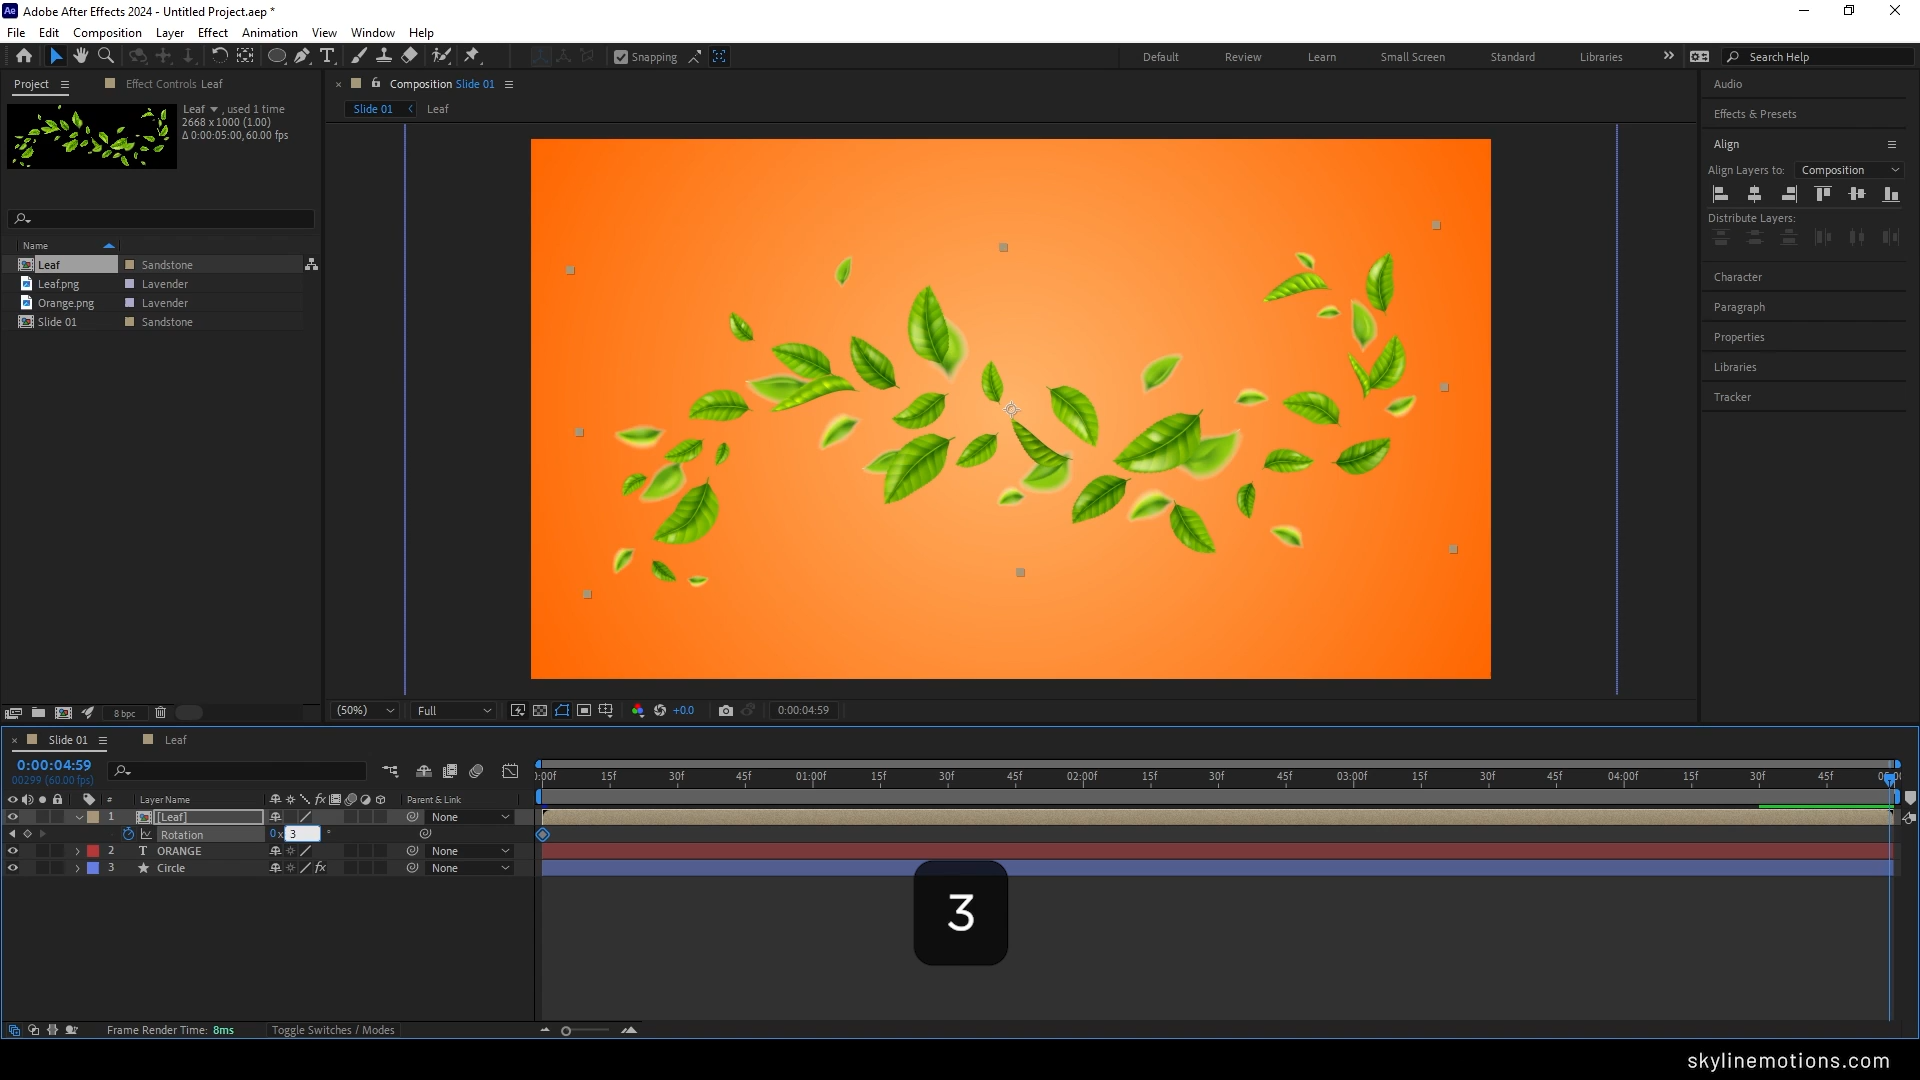 Adobe After Effects 2024 - Untitled Project.aep *
File Edit Composition Layer Effect Animation View Window Help
Snapping Default Review Learn Small Screen Standard Libraries Search Help
Project Effect Controls Leaf
Composition Slide 01
Audio
Slide 01 Leaf
Leaf , used 1 time
2668 x 1000 (1.00)
Δ 0:00:05:00, 60.00 fps
Effects & Presets
Align
Align Layers to: Composition
Distribute Layers:
Name
Leaf Sandstone
Leaf.png Lavender
Orange.png Lavender
Slide 01 Sandstone
Character
Paragraph
Properties
Libraries
Tracker
8 bpc
(50%) Full +0.0 0:00:04:59
Slide 01 Leaf
0:00:04:59
00299 (60.00 fps)
:00f 15f 30f 45f 01:00f 15f 30f 45f 02:00f 15f 30f 45f 03:00f 15f 30f 45f 04:00f 15f 30f 45f
# Layer Name Parent & Link
1 [Leaf] None
Rotation 0x 3 °
2 T ORANGE None
3 Circle fx None
3
Frame Render Time: 8ms Toggle Switches / Modes
skylinemotions.com